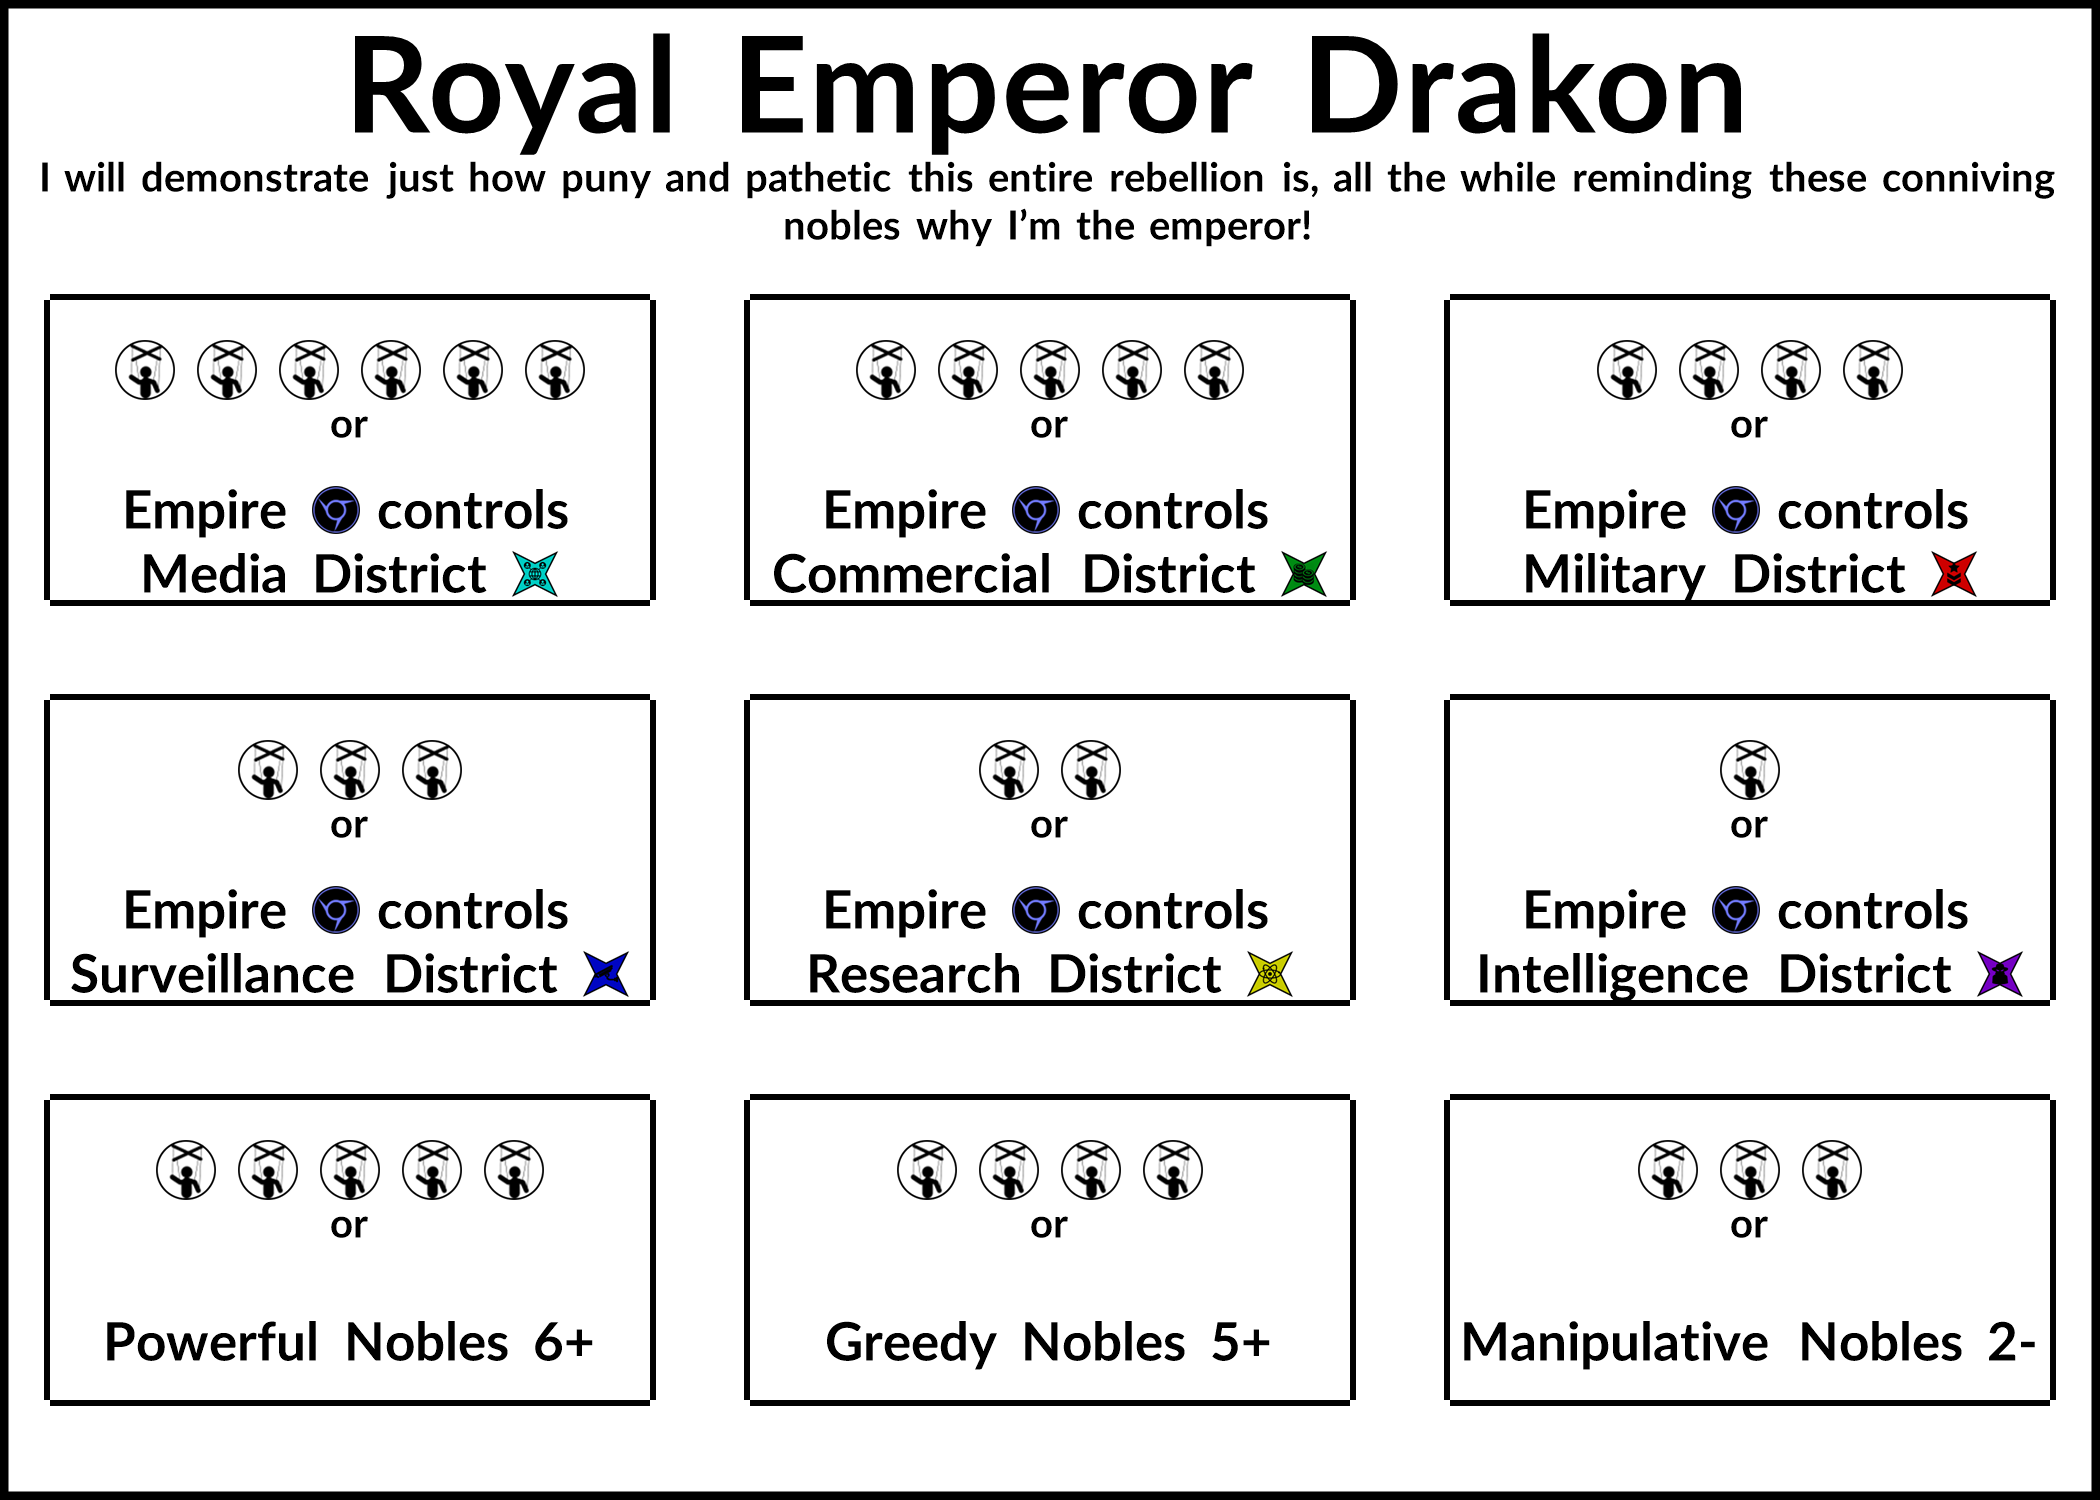 Royal Emperor Drakon
I will demonstrate just how puny and pathetic this entire rebellion is, all the while reminding these conniving
nobles why I'm the emperor!
or
Empire controls
Media District
or
Empire controls
Commercial District
or
Empire controls
Military District
or
Empire controls
Surveillance District
or
Empire controls
Research District
or
Empire controls
Intelligence District
or
Powerful Nobles 6+
or
Greedy Nobles 5+
or
Manipulative Nobles 2-